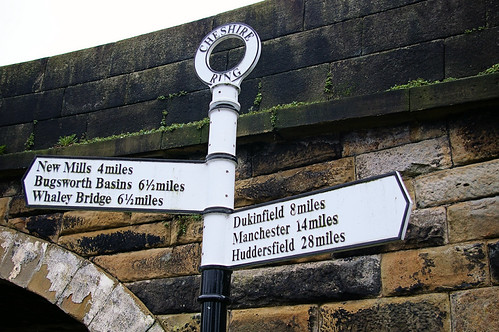 CHESHIRE
RING
New Mills 4miles
Bugsworth Basins 6½miles
Whaley Bridge 6½miles
Dukinfield 8miles
Manchester 14miles
Huddersfield 28miles